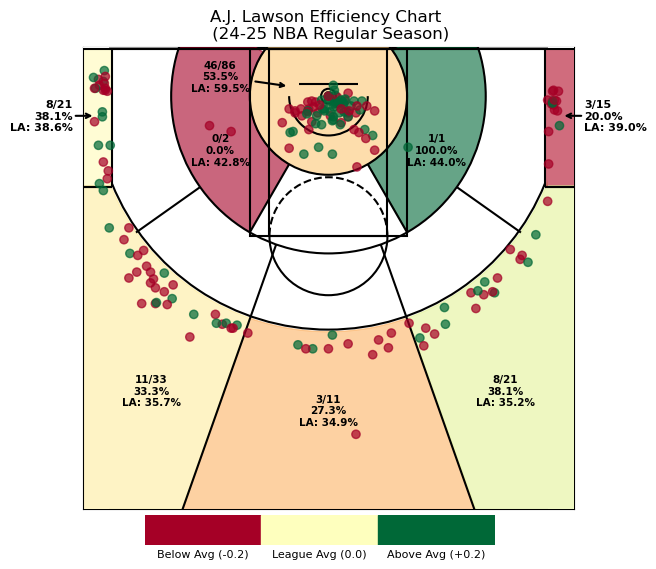 A.J. Lawson Efficiency Chart
(24-25 NBA Regular Season)
46/86
53.5%
LA: 59.5%
8/21
38.1%
LA: 38.6%
3/15
20.0%
LA: 39.0%
0/2
0.0%
LA: 42.8%
1/1
100.0%
LA: 44.0%
11/33
33.3%
LA: 35.7%
3/11
27.3%
LA: 34.9%
8/21
38.1%
LA: 35.2%
Below Avg (-0.2)
League Avg (0.0)
Above Avg (+0.2)